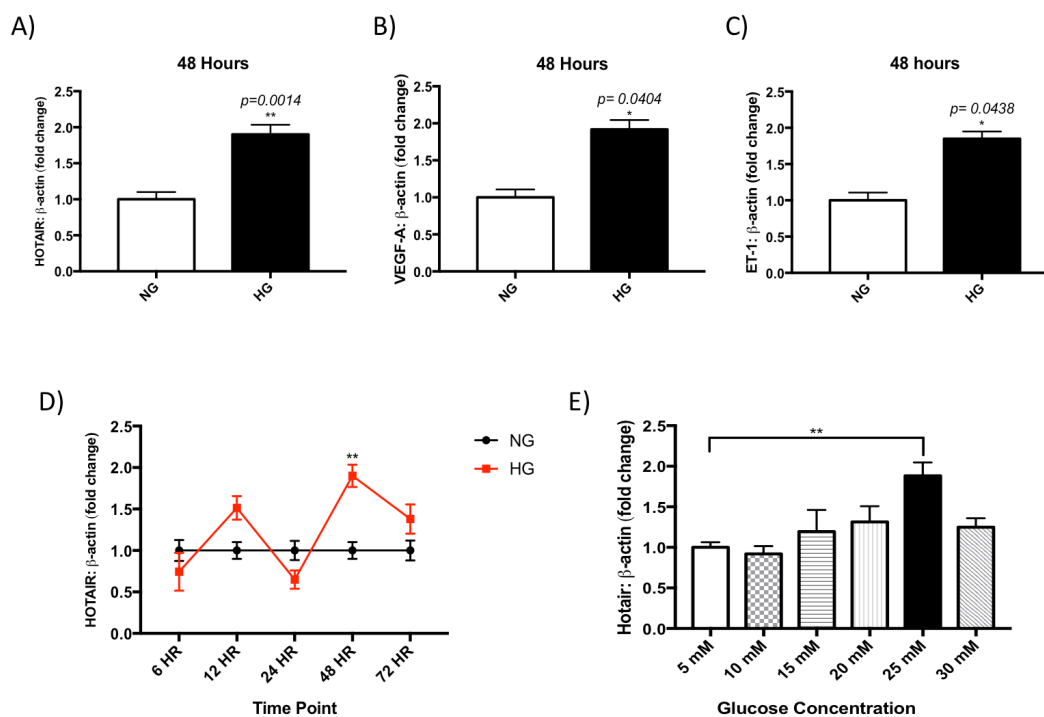 A)
48 Hours
HOTAIR: β-actin (fold change)
2.5
2.0
1.5
1.0
0.5
0.0
p=0.0014
**
NG
HG
B)
48 Hours
VEGF-A: β-actin (fold change)
2.5
2.0
1.5
1.0
0.5
0.0
p= 0.0404
*
NG
HG
C)
48 hours
ET-1: β-actin (fold change)
2.5
2.0
1.5
1.0
0.5
0.0
p= 0.0438
*
NG
HG
D)
HOTAIR: β-actin (fold change)
2.5
2.0
1.5
1.0
0.5
0.0
**
NG
HG
6 HR
12 HR
24 HR
48 HR
72 HR
Time Point
E)
Hotair: β-actin (fold change)
2.5
2.0
1.5
1.0
0.5
0.0
**
5 mM
10 mM
15 mM
20 mM
25 mM
30 mM
Glucose Concentration